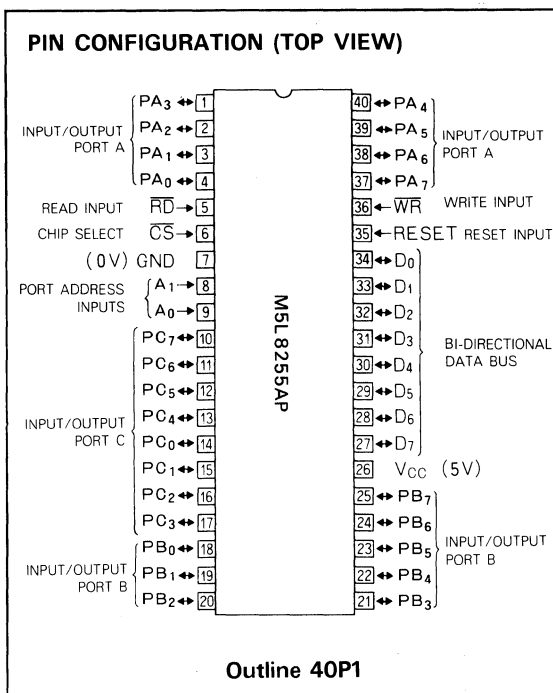 PIN CONFIGURATION (TOP VIEW)
PA3 ↔ 1
PA2 ↔ 2
PA1 ↔ 3
PA0 ↔ 4
INPUT/OUTPUT
PORT A
READ INPUT R̅D̅ → 5
CHIP SELECT C̅S̅ → 6
(0V) GND 7
PORT ADDRESS
INPUTS
A1 → 8
A0 → 9
PC7 ↔ 10
PC6 ↔ 11
PC5 ↔ 12
PC4 ↔ 13
PC0 ↔ 14
PC1 ↔ 15
PC2 ↔ 16
PC3 ↔ 17
INPUT/OUTPUT
PORT C
PB0 ↔ 18
PB1 ↔ 19
PB2 ↔ 20
INPUT/OUTPUT
PORT B
M5L8255AP
40 ↔ PA4
39 ↔ PA5
38 ↔ PA6
37 ↔ PA7
INPUT/OUTPUT
PORT A
36 ← W̅R̅ WRITE INPUT
35 ← RESET RESET INPUT
34 ↔ D0
33 ↔ D1
32 ↔ D2
31 ↔ D3
30 ↔ D4
29 ↔ D5
28 ↔ D6
27 ↔ D7
BI-DIRECTIONAL
DATA BUS
26 VCC (5V)
25 ↔ PB7
24 ↔ PB6
23 ↔ PB5
22 ↔ PB4
21 ↔ PB3
INPUT/OUTPUT
PORT B
Outline 40P1